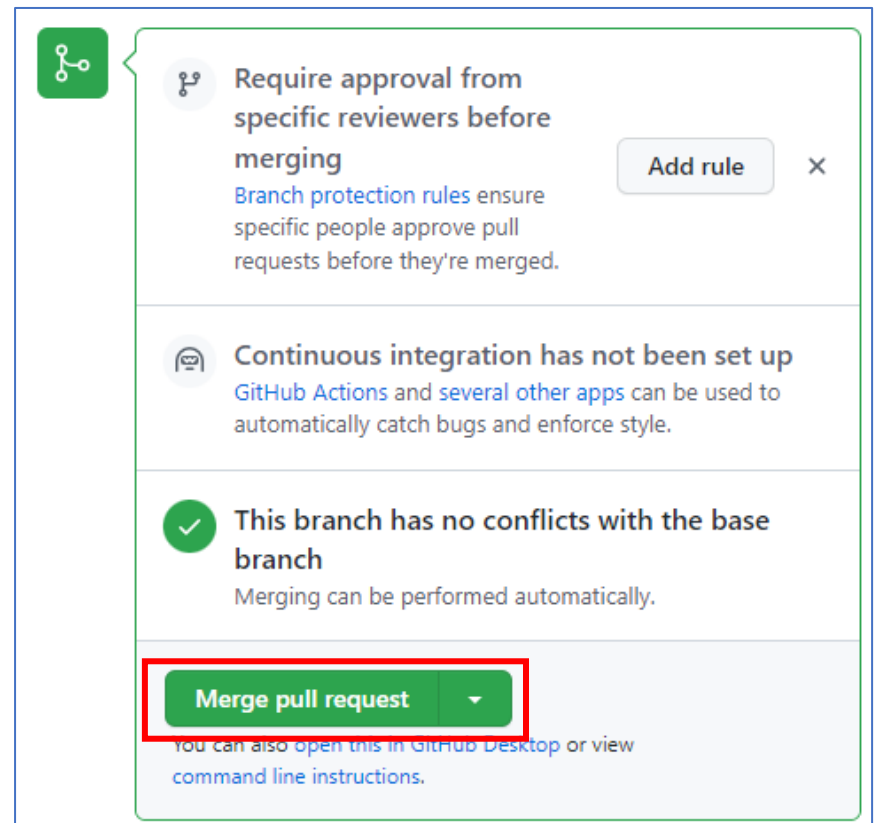 Require approval from
specific reviewers before
merging
Add rule
Branch protection rules ensure
specific people approve pull
requests before they're merged.
Continuous integration has not been set up
GitHub Actions and several other apps can be used to
automatically catch bugs and enforce style.
This branch has no conflicts with the base
branch
Merging can be performed automatically.
Merge pull request
You can also open this in GitHub Desktop or view
command line instructions.